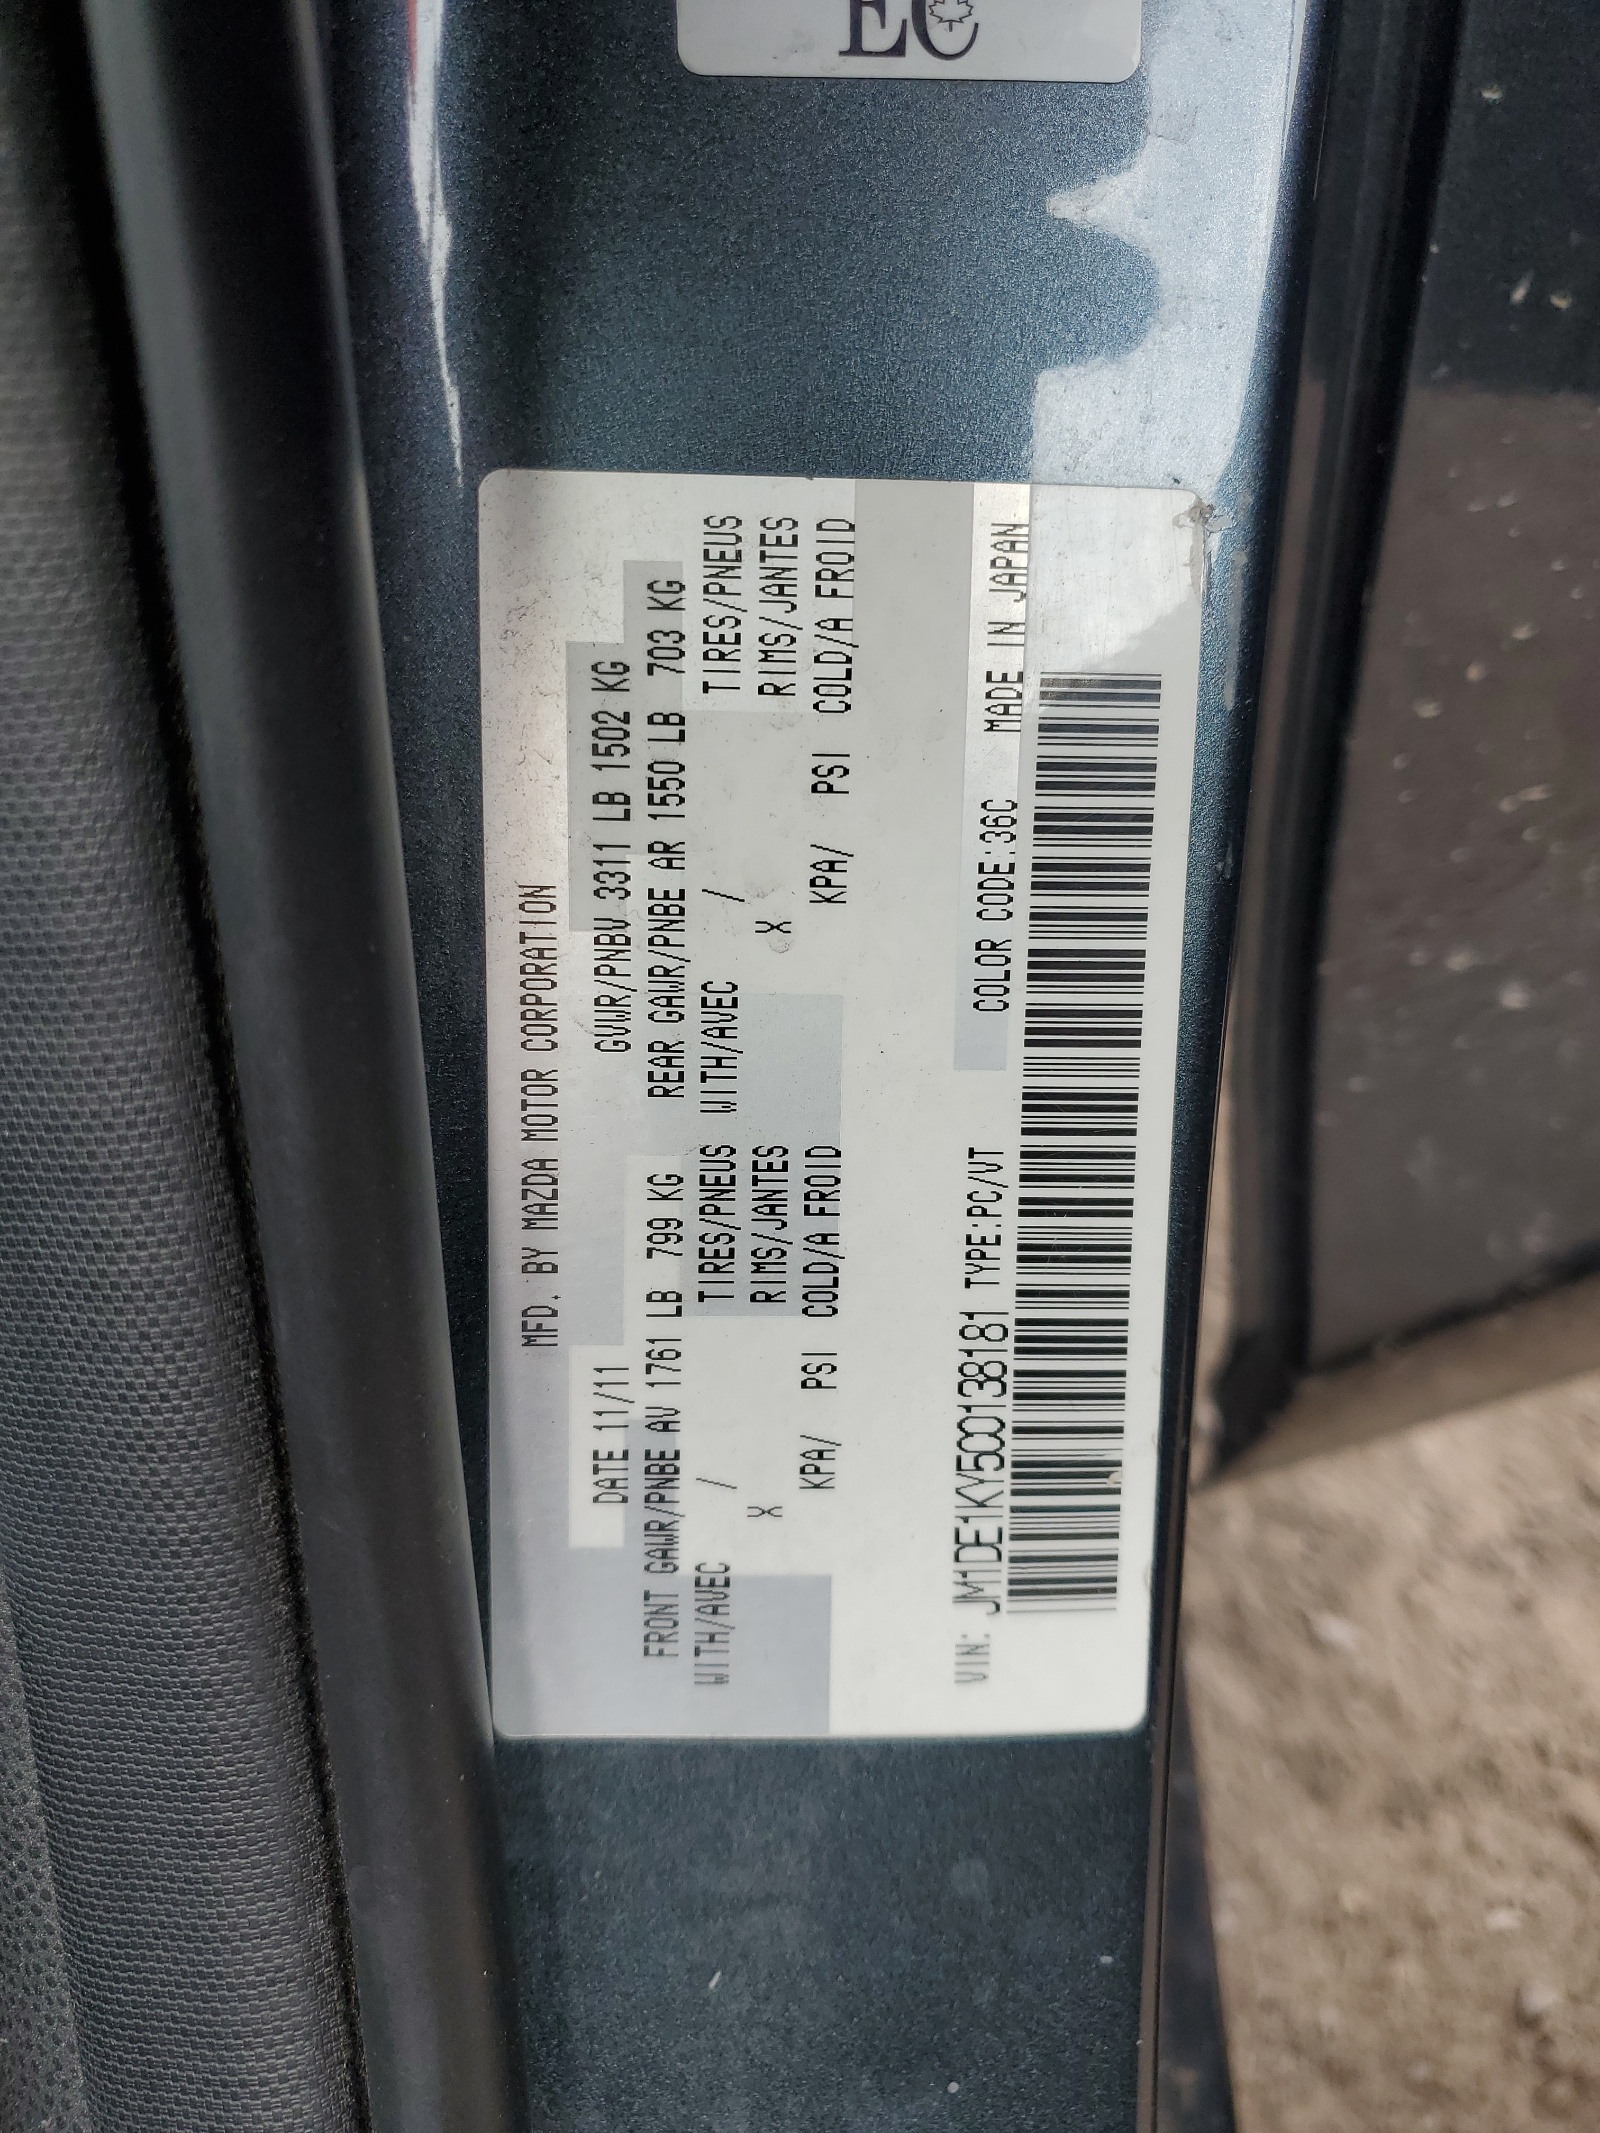 EC
MFD. BY MAZDA MOTOR CORPORATION
DATE 11/11 GVWR/PNBV 3311 LB 1502 KG
FRONT GAWR/PNBE AV 1761 LB 799 KG REAR GAWR/PNBE AR 1550 LB 703 KG
WITH/AVEC / TIRES/PNEUS WITH/AVEC / TIRES/PNEUS
X RIMS/JANTES X RIMS/JANTES
KPA/ PSI COLD/A FROID KPA/ PSI COLD/A FROID
VIN: JM1DE1KY5C0138181 TYPE:PC/VT COLOR CODE:36C MADE IN JAPAN